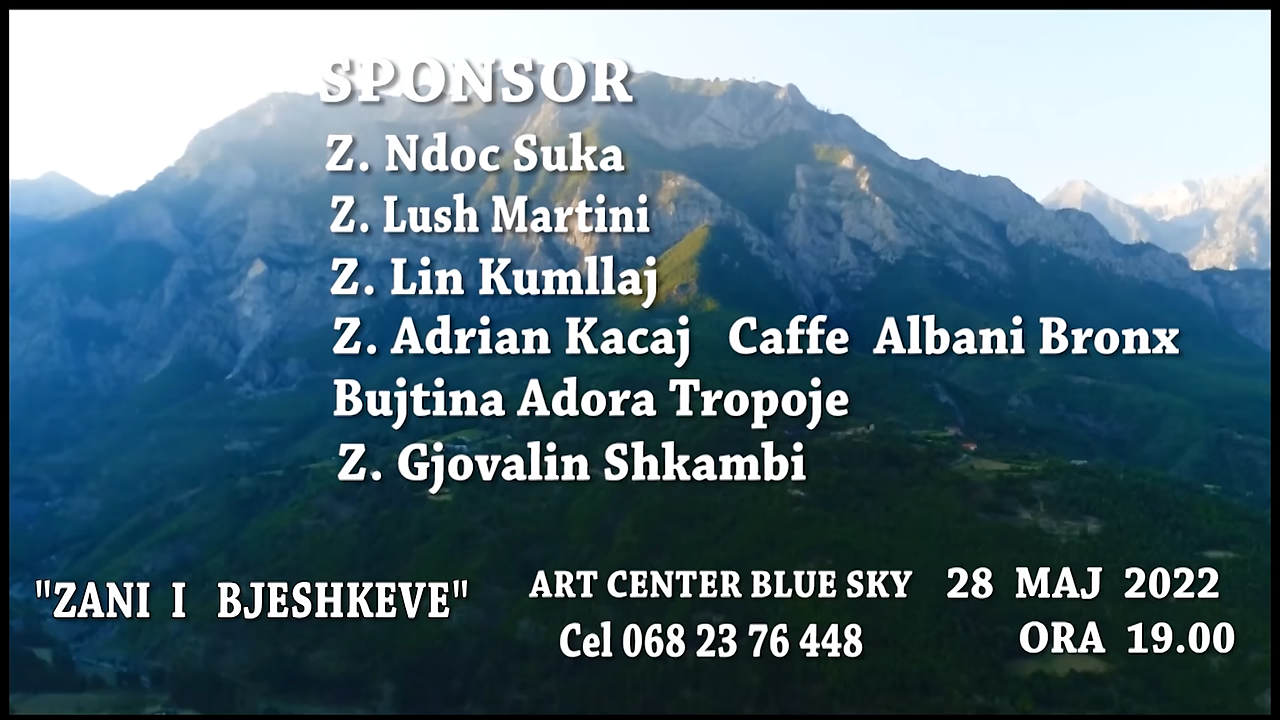 SPONSOR
Z. Ndoc Suka
Z. Lush Martini
Z. Lin Kumllaj
Z. Adrian Kacaj Caffe Albani Bronx
Bujtina Adora Tropoje
Z. Gjovalin Shkambi
"ZANI I BJESHKEVE"
ART CENTER BLUE SKY 28 MAJ 2022
Cel 068 23 76 448 ORA 19.00